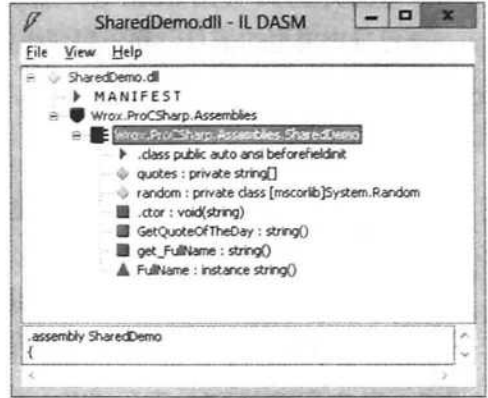 SharedDemo.dll - IL DASM
File View Help
SharedDemo.dll
MANIFEST
Wrox.ProCSharp.Assemblies
Wrox.ProCSharp.Assemblies.SharedDemo
.class public auto ansi beforefieldinit
quotes : private string[]
random : private class [mscorlib]System.Random
.ctor : void(string)
GetQuoteOfTheDay : string()
get_FullName : string()
FullName : instance string()
.assembly SharedDemo
{